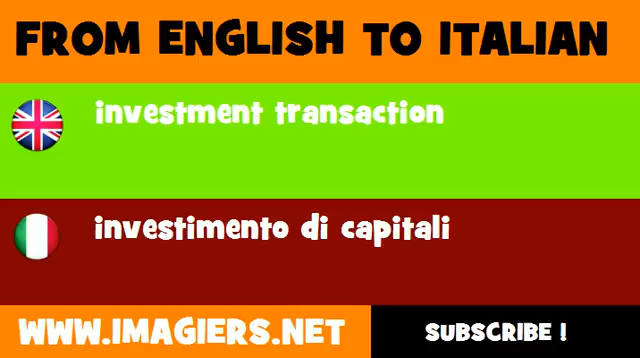 FROM ENGLISH TO ITALIAN
investment transaction
investimento di capitali
WWW.IMAGIERS.NET
SUBSCRIBE !